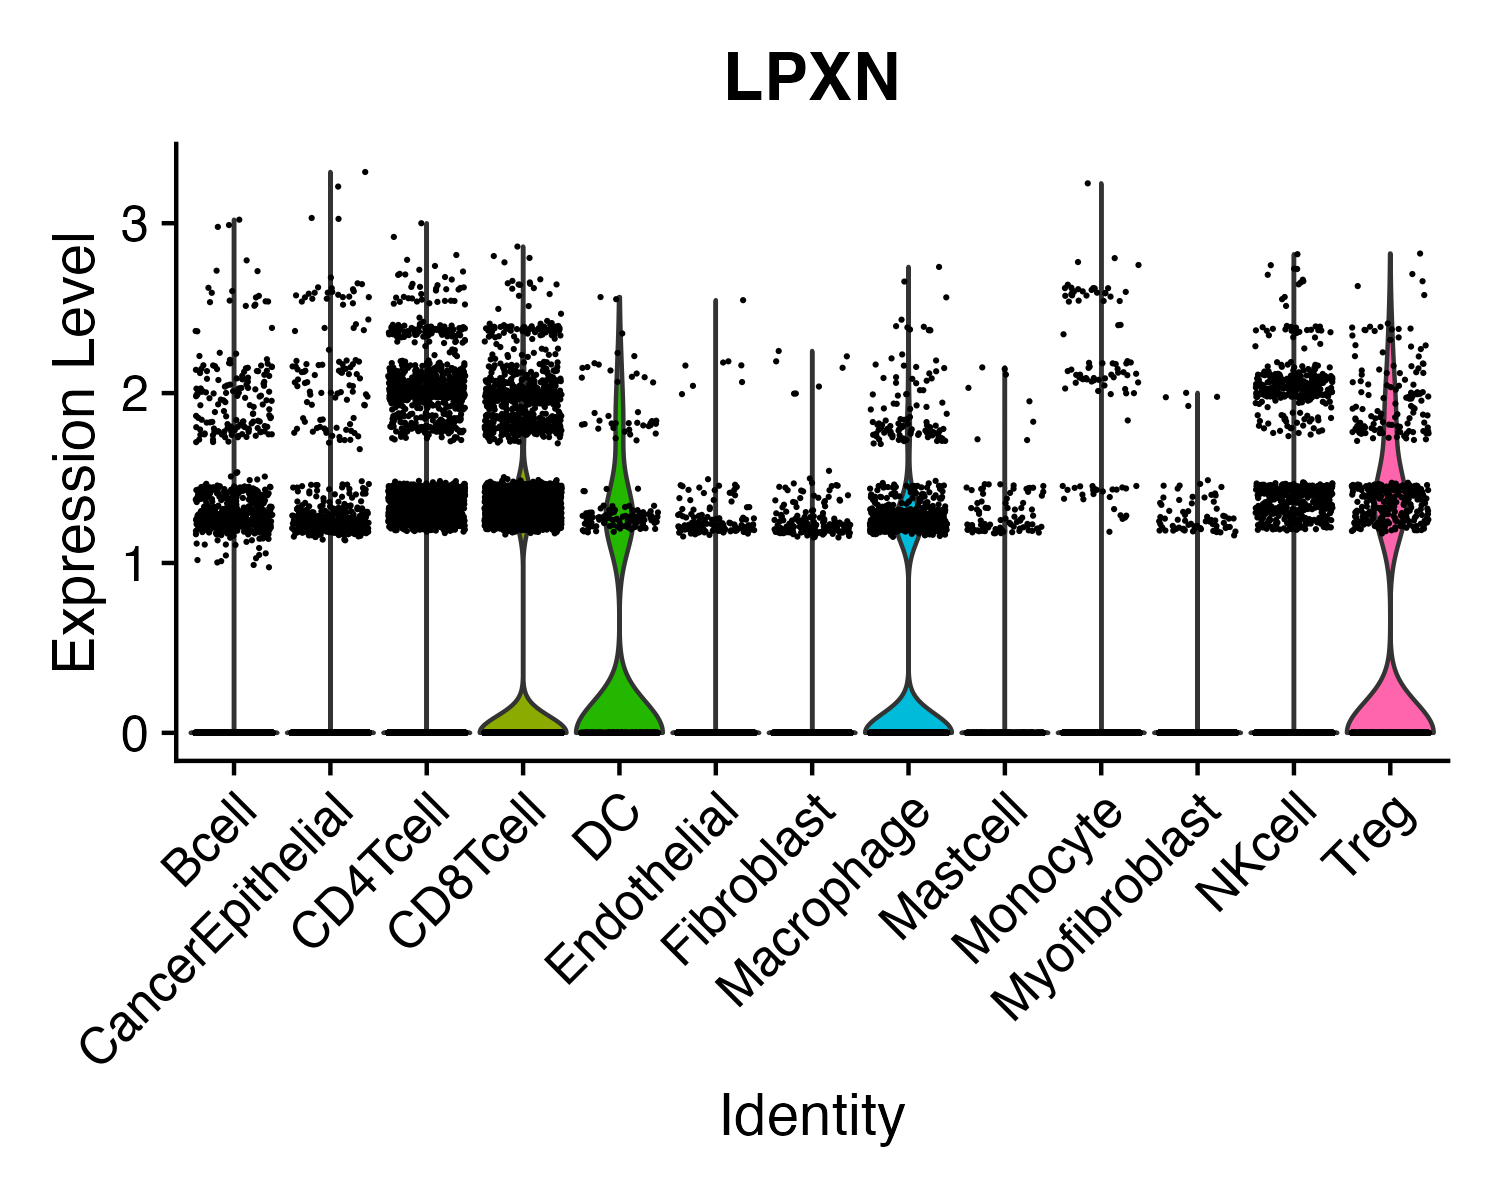 LPXN
Expression Level
3
2
1
0
Bcell
CancerEpithelial
CD4Tcell
CD8Tcell
DC
Endothelial
Fibroblast
Macrophage
Mastcell
Monocyte
Myofibroblast
NKcell
Treg
Identity